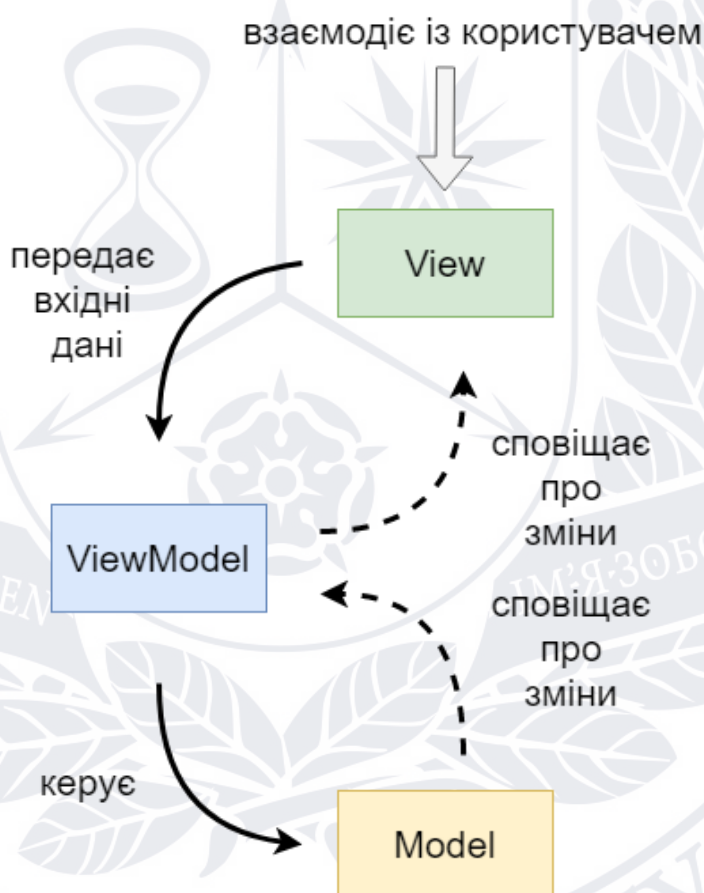 взаємодіє із користувачем
View
передає
вхідні
дані
сповіщає
про
зміни
ViewModel
сповіщає
про
зміни
керує
Model